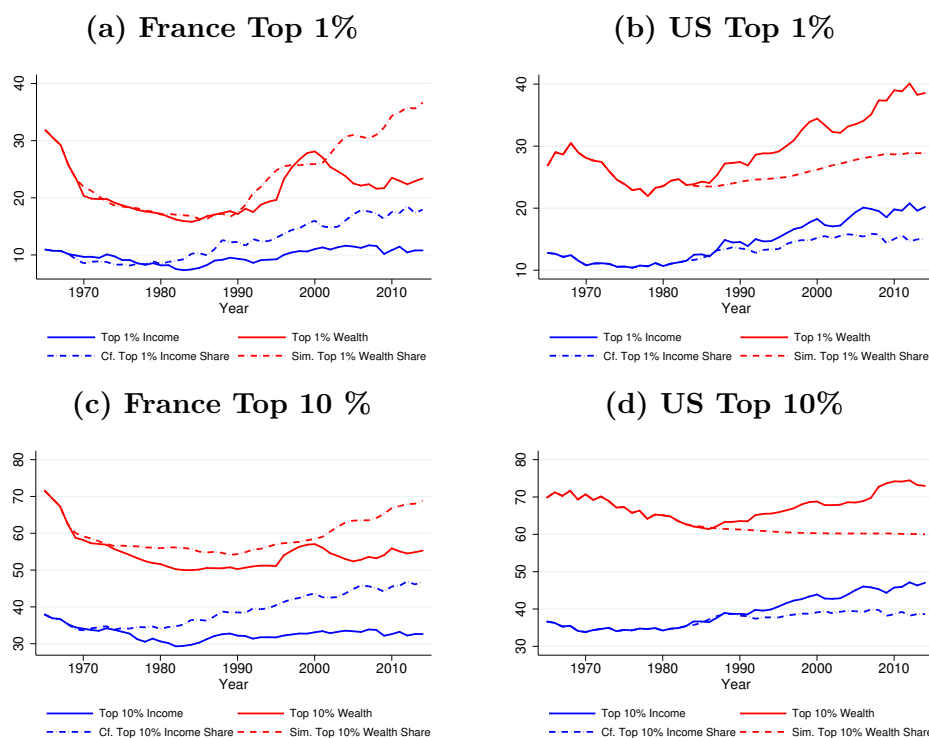 (a) France Top 1%
40
30
20
10
1970 1980 1990 2000 2010
Year
Top 1% Income Top 1% Wealth
Cf. Top 1% Income Share Sim. Top 1% Wealth Share
(b) US Top 1%
40
30
20
10
1970 1980 1990 2000 2010
Year
Top 1% Income Top 1% Wealth
Cf. Top 1% Income Share Sim. Top 1% Wealth Share
(c) France Top 10 %
80
70
60
50
40
30
1970 1980 1990 2000 2010
Year
Top 10% Income Top 10% Wealth
Cf. Top 10% Income Share Sim. Top 10% Wealth Share
(d) US Top 10%
80
70
60
50
40
30
1970 1980 1990 2000 2010
Year
Top 10% Income Top 10% Wealth
Cf. Top 10% Income Share Sim. Top 10% Wealth Share